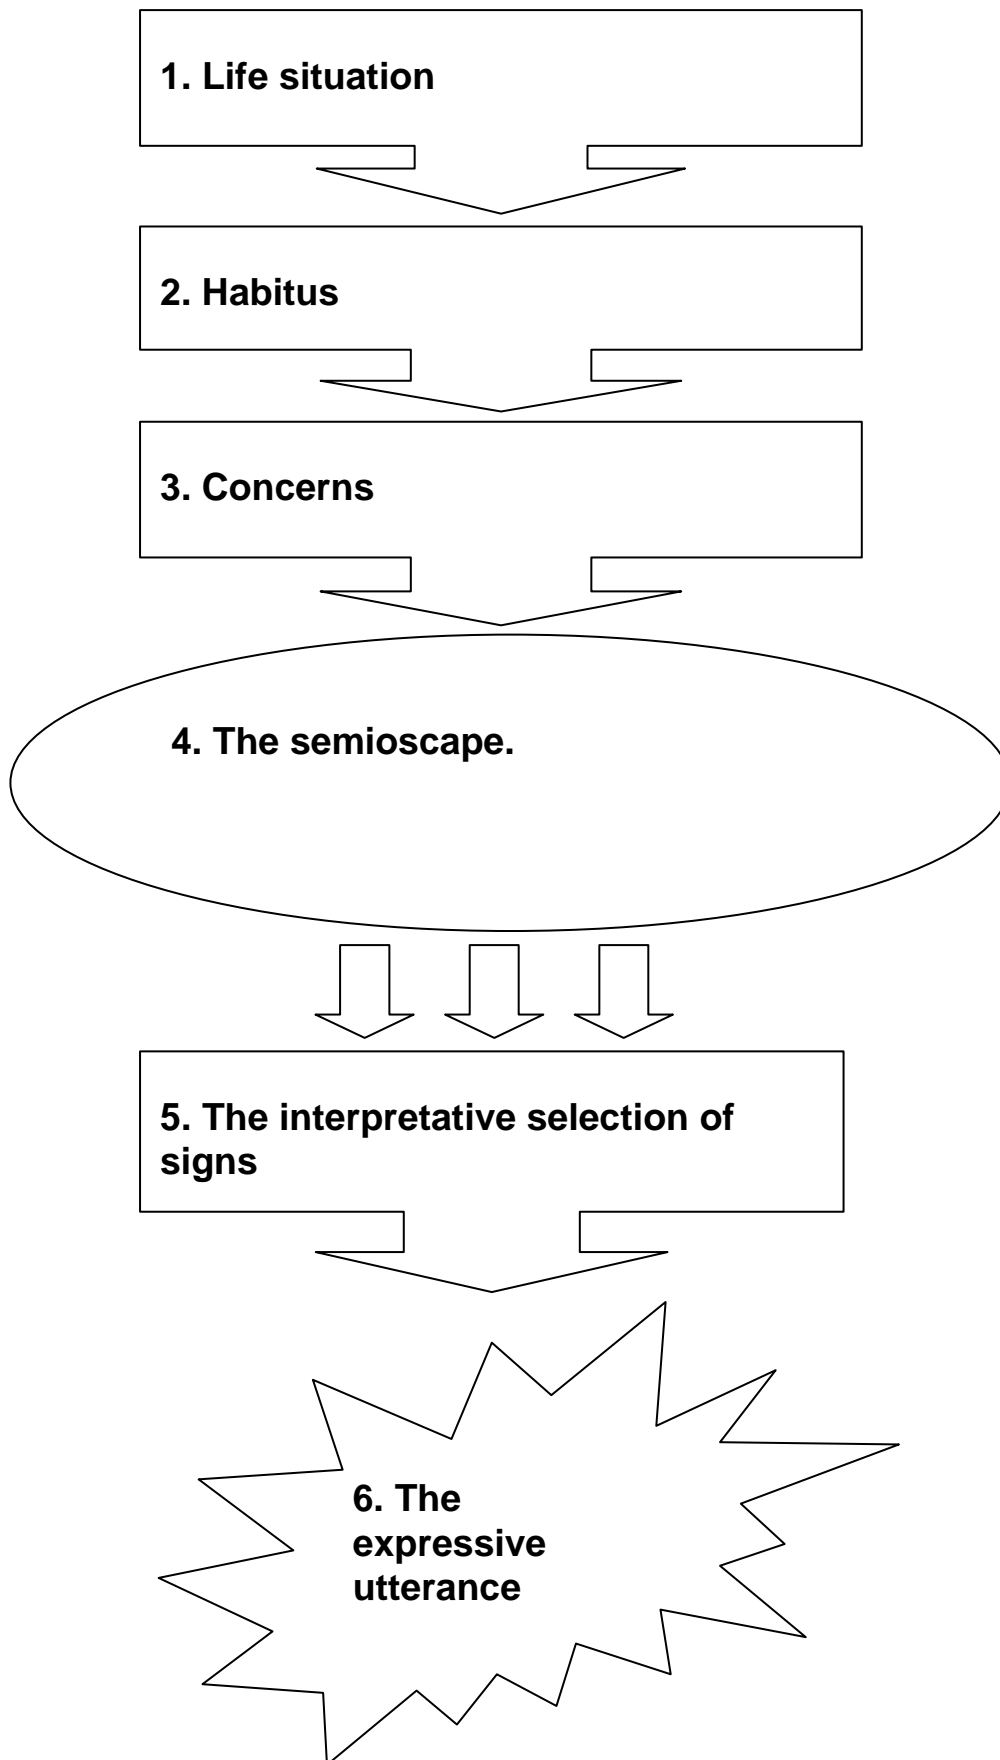 1. Life situation
2. Habitus
3. Concerns
4. The semioscape.
5. The interpretative selection of
signs
6. The
expressive
utterance